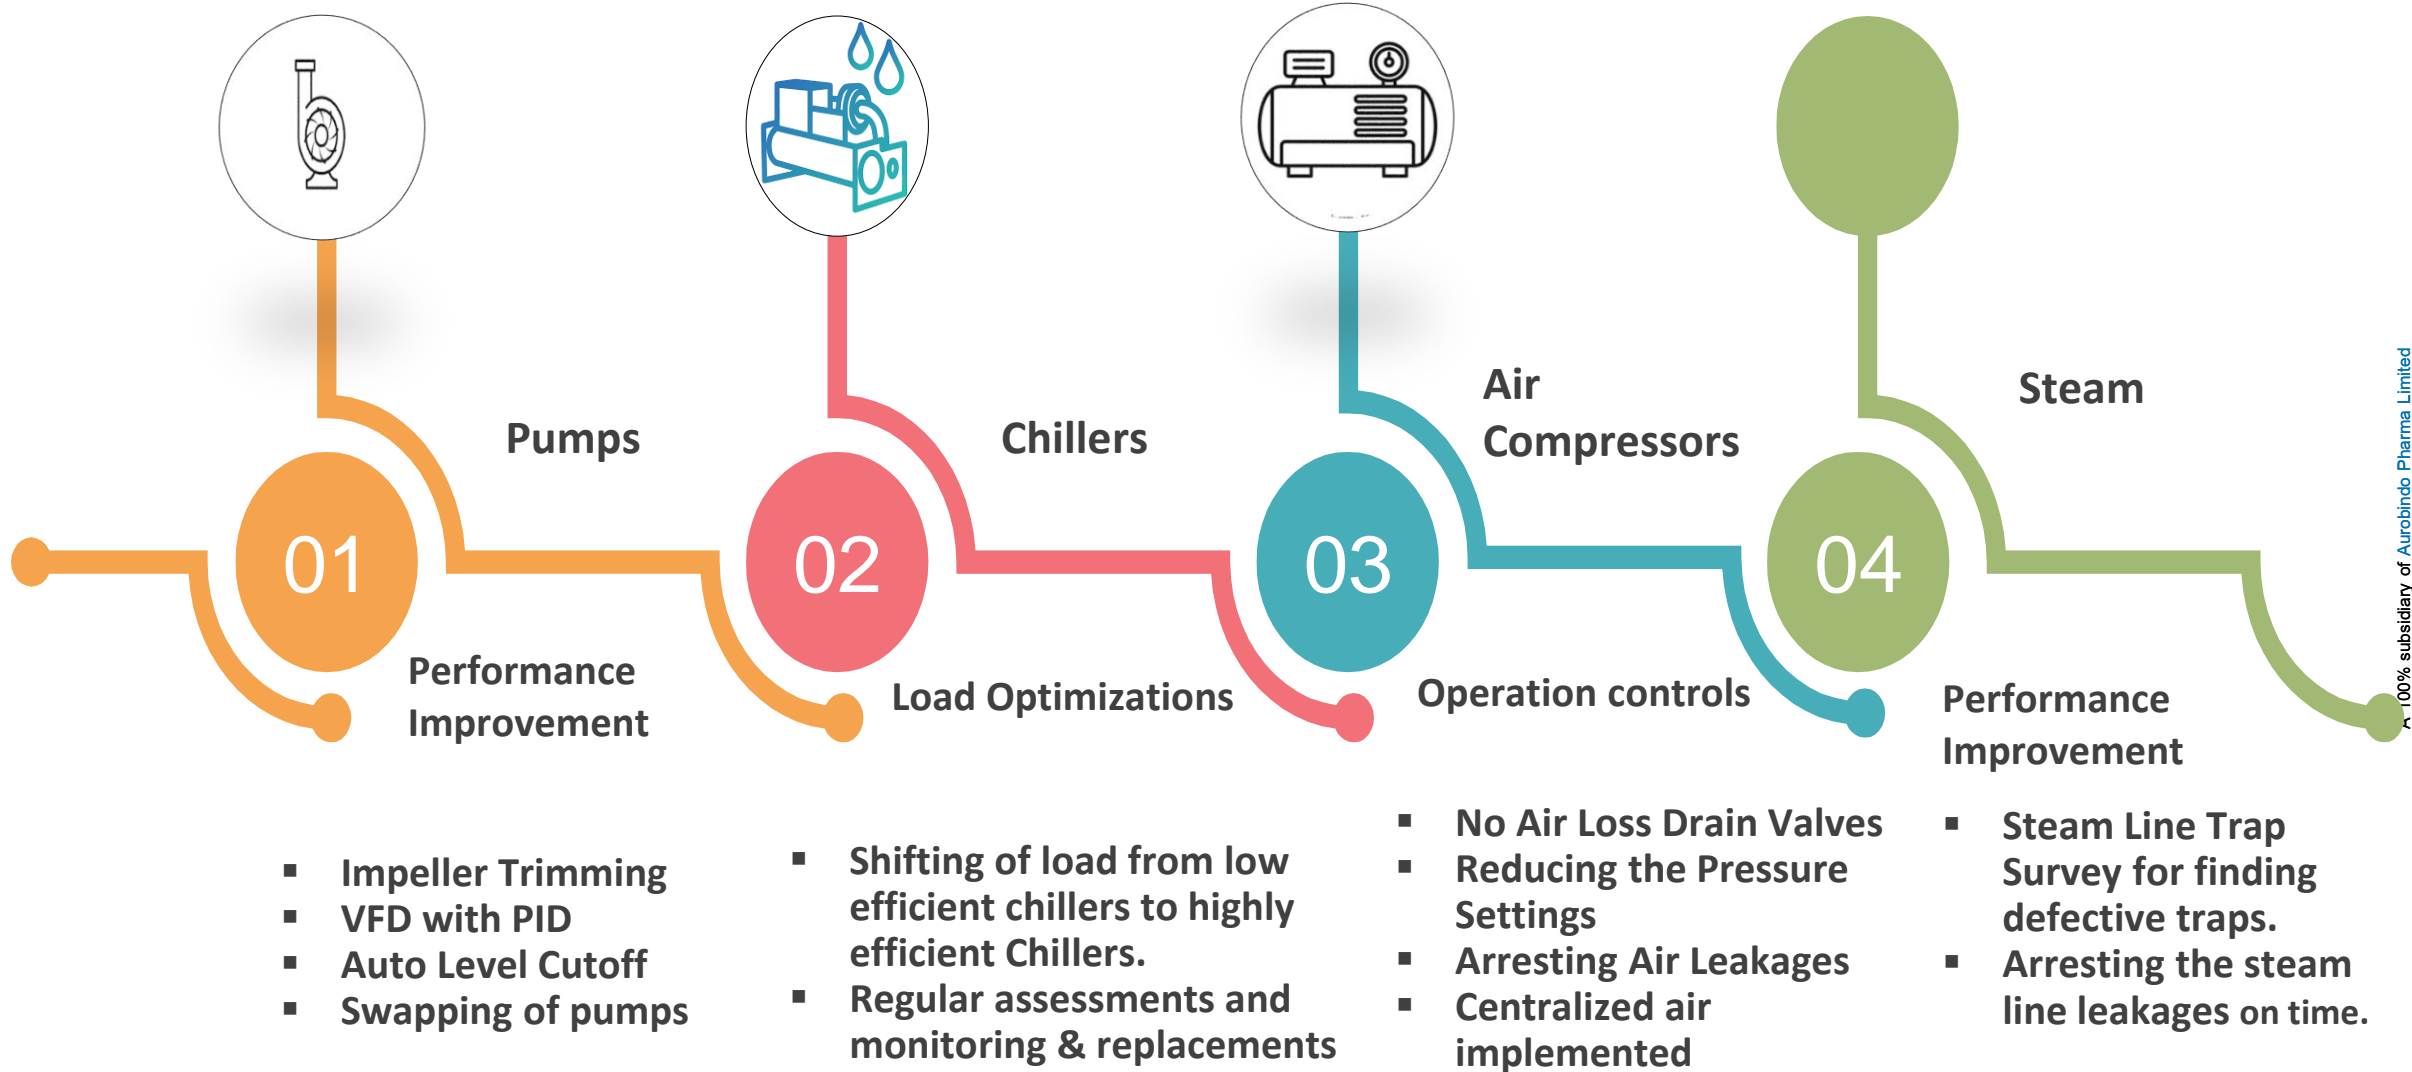 Pumps
Chillers
Air
Compressors
Steam
01
02
03
04
Performance
Improvement
Load Optimizations
Operation controls
Performance
Improvement
▪ Impeller Trimming
▪ VFD with PID
▪ Auto Level Cutoff
▪ Swapping of pumps
▪ Shifting of load from low
efficient chillers to highly
efficient Chillers.
▪ Regular assessments and
monitoring & replacements
▪ No Air Loss Drain Valves
▪ Reducing the Pressure
Settings
▪ Arresting Air Leakages
▪ Centralized air
implemented
▪ Steam Line Trap
Survey for finding
defective traps.
▪ Arresting the steam
line leakages on time.
A 100% subsdiary of Aurobindo Pharma Limited